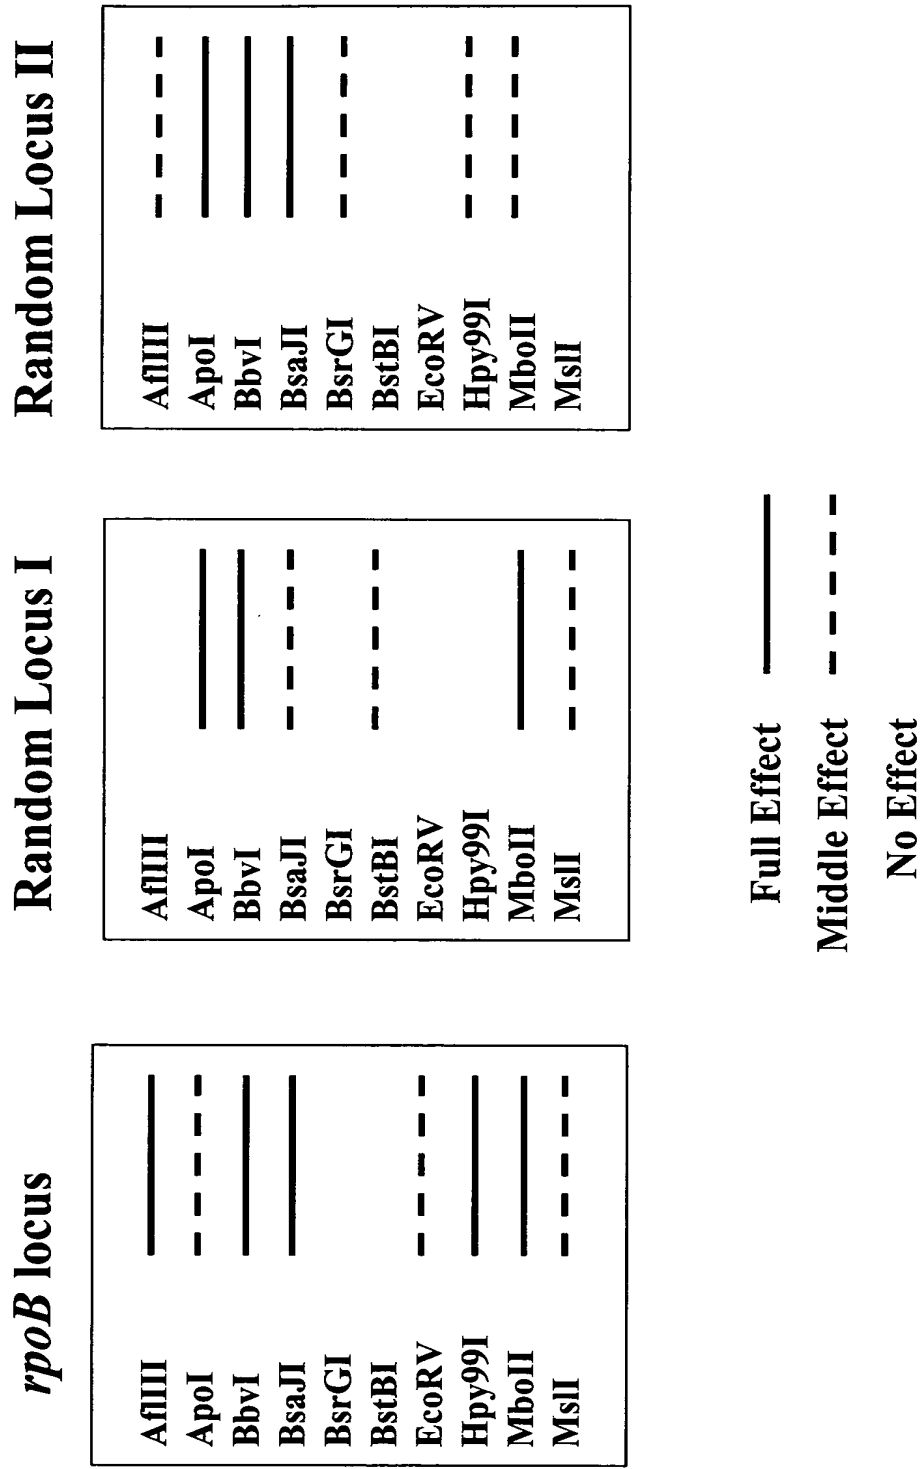 rpoB locus
AflIII
ApoI
BbvI
BsaJI
BsrGI
BstBI
EcoRV
Hpy99I
MboII
MslI
Random Locus I
AflIII
ApoI
BbvI
BsaJI
BsrGI
BstBI
EcoRV
Hpy99I
MboII
MslI
Random Locus II
AflIII
ApoI
BbvI
BsaJI
BsrGI
BstBI
EcoRV
Hpy99I
MboII
MslI
Full Effect
Middle Effect
No Effect